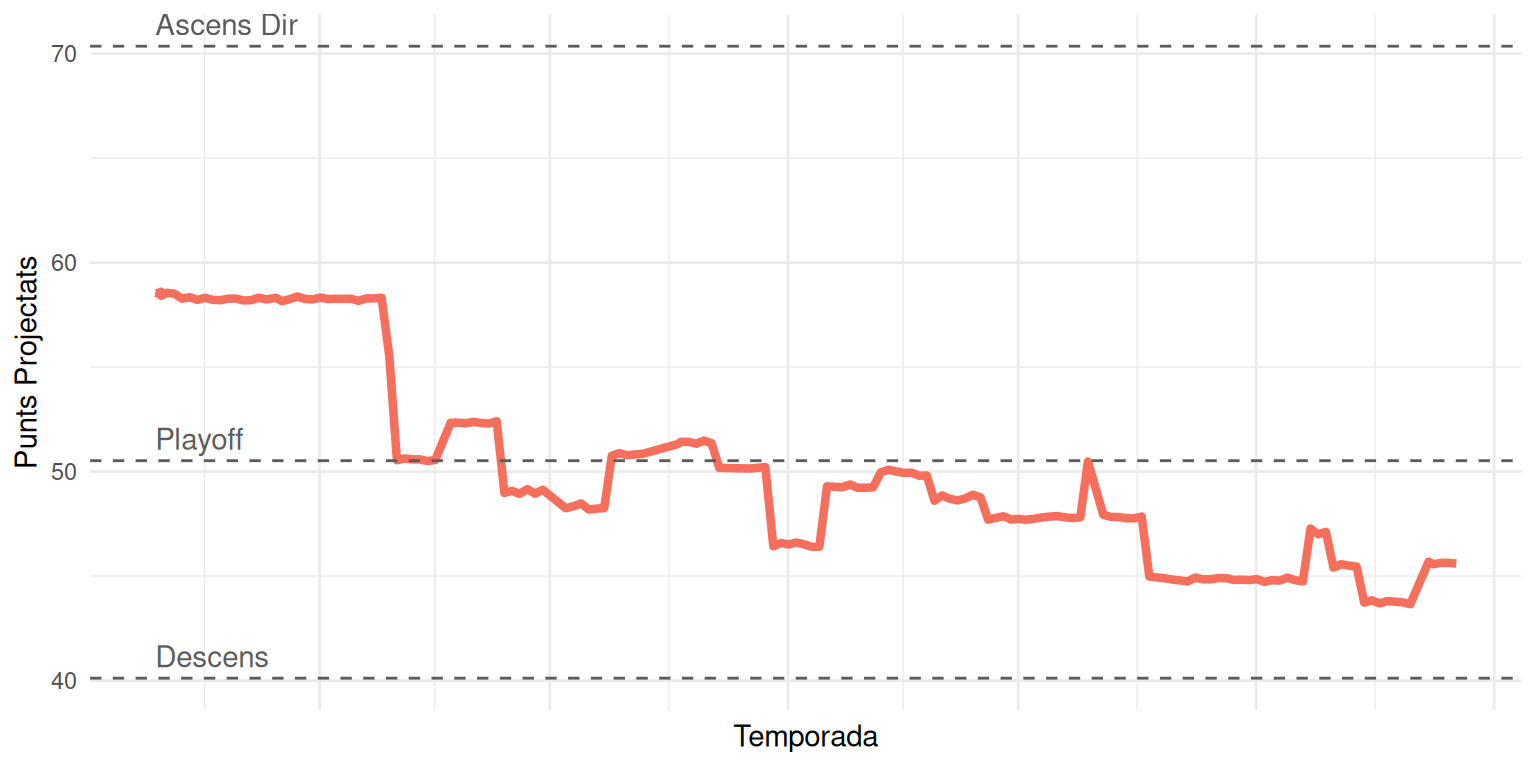 Ascens Dir
70
60
Punts Projectats
Playoff
50
Descens
40
Temporada